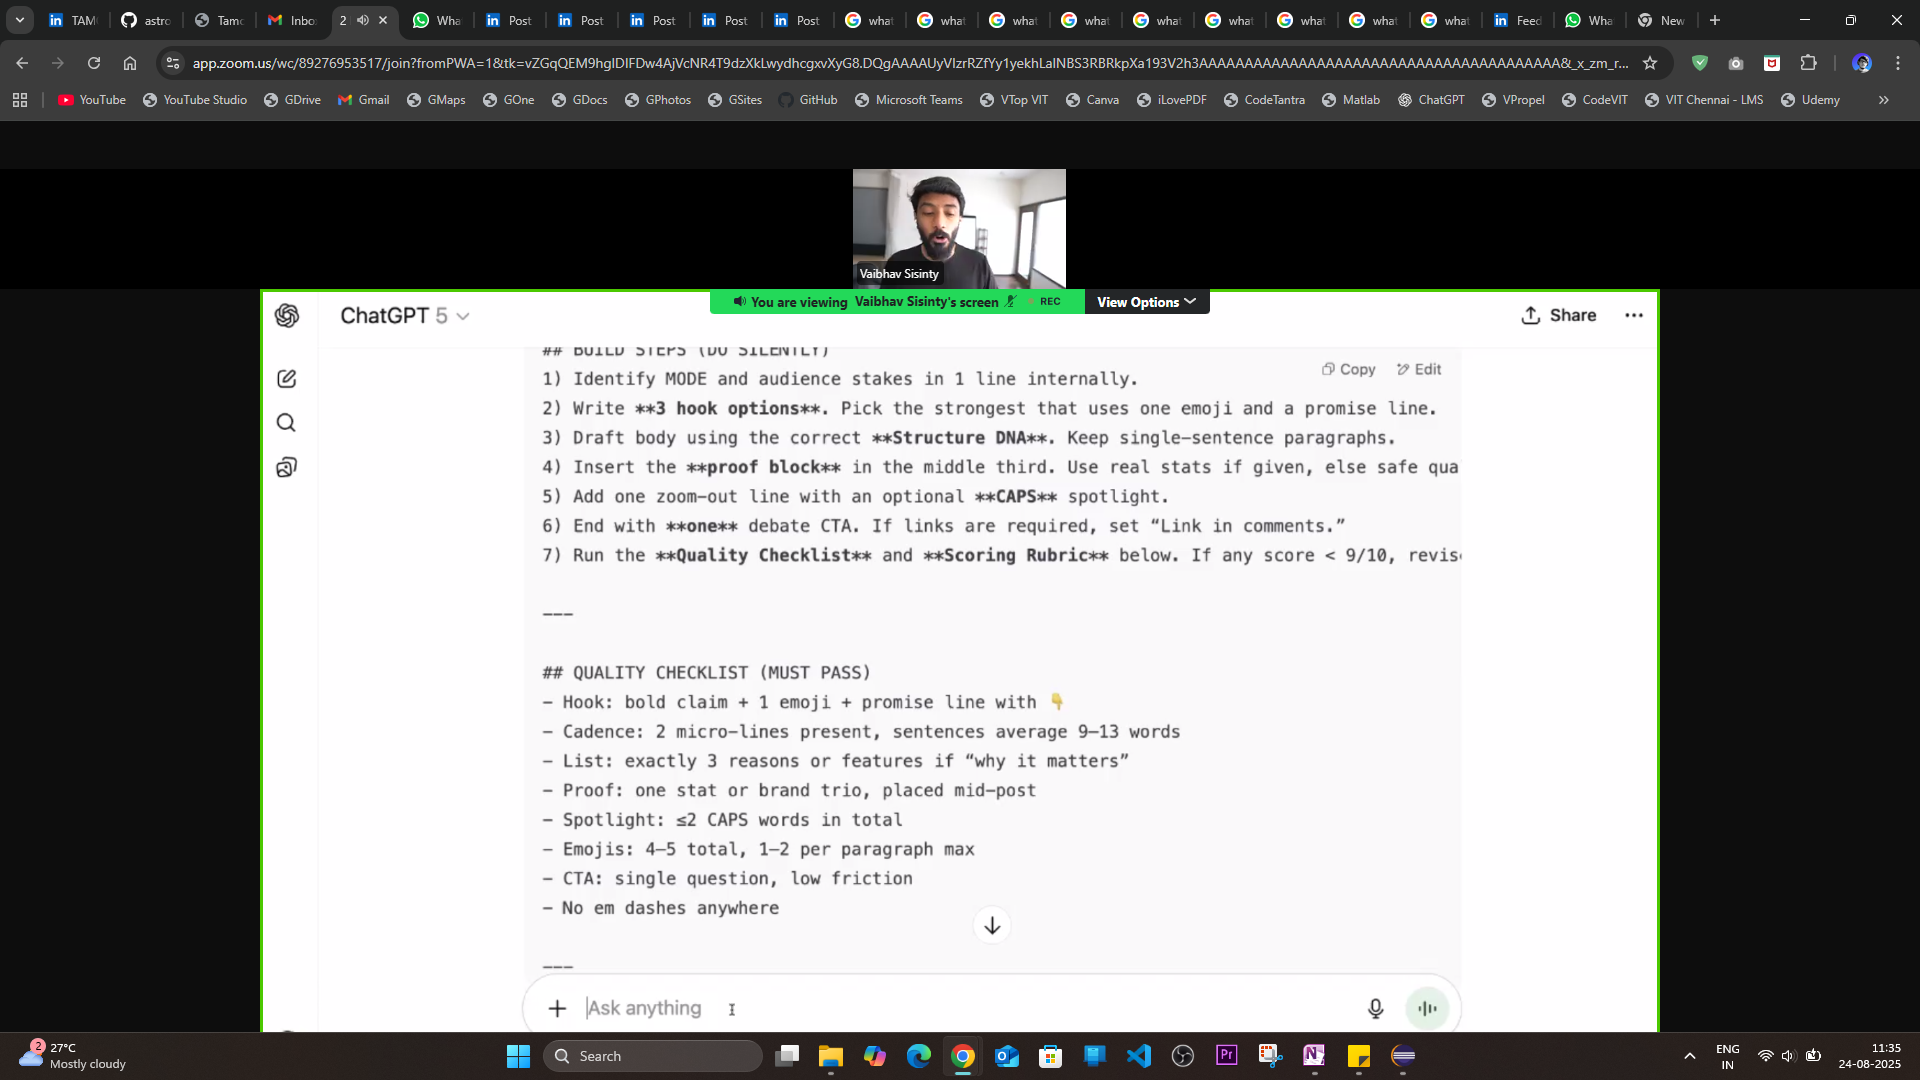 TAM
astro
Tamo
Inbo
2
Wha
Post
Post
Post
Post
Post
what
what
what
what
what
what
what
what
what
Feed
Wha
New
app.zoom.us/wc/89276953517/join?fromPWA=1&tk=
YouTube
YouTube Studio
GDrive
Gmail
GMaps
GOne
GDocs
GPhotos
GSites
GitHub
Microsoft Teams
VTop VIT
Canva
iLovePDF
CodeTantra
Matlab
ChatGPT
VPropel
CodeVIT
VIT Chennai - LMS
Udemy
Vaibhav Sisinty
You are viewing Vaibhav Sisinty's screen
REC
View Options
ChatGPT 5
Share
## BUILD STEPS (DO SILENTLY)
Copy
Edit
1) Identify MODE and audience stakes in 1 line internally.
2) Write **3 hook options**. Pick the strongest that uses one emoji and a promise line.
3) Draft body using the correct **Structure DNA**. Keep single-sentence paragraphs.
4) Insert the **proof block** in the middle third. Use real stats if given, else safe qua
5) Add one zoom-out line with an optional **CAPS** spotlight.
6) End with **one** debate CTA. If links are required, set “Link in comments.”
7) Run the **Quality Checklist** and **Scoring Rubric** below. If any score < 9/10, revis
---
## QUALITY CHECKLIST (MUST PASS)
- Hook: bold claim + 1 emoji + promise line with 👇
- Cadence: 2 micro-lines present, sentences average 9–13 words
- List: exactly 3 reasons or features if “why it matters”
- Proof: one stat or brand trio, placed mid-post
- Spotlight: ≤2 CAPS words in total
- Emojis: 4–5 total, 1–2 per paragraph max
- CTA: single question, low friction
- No em dashes anywhere
---
Ask anything
2
27°C
Mostly cloudy
Search
ENG
IN
11:35
24-08-2025